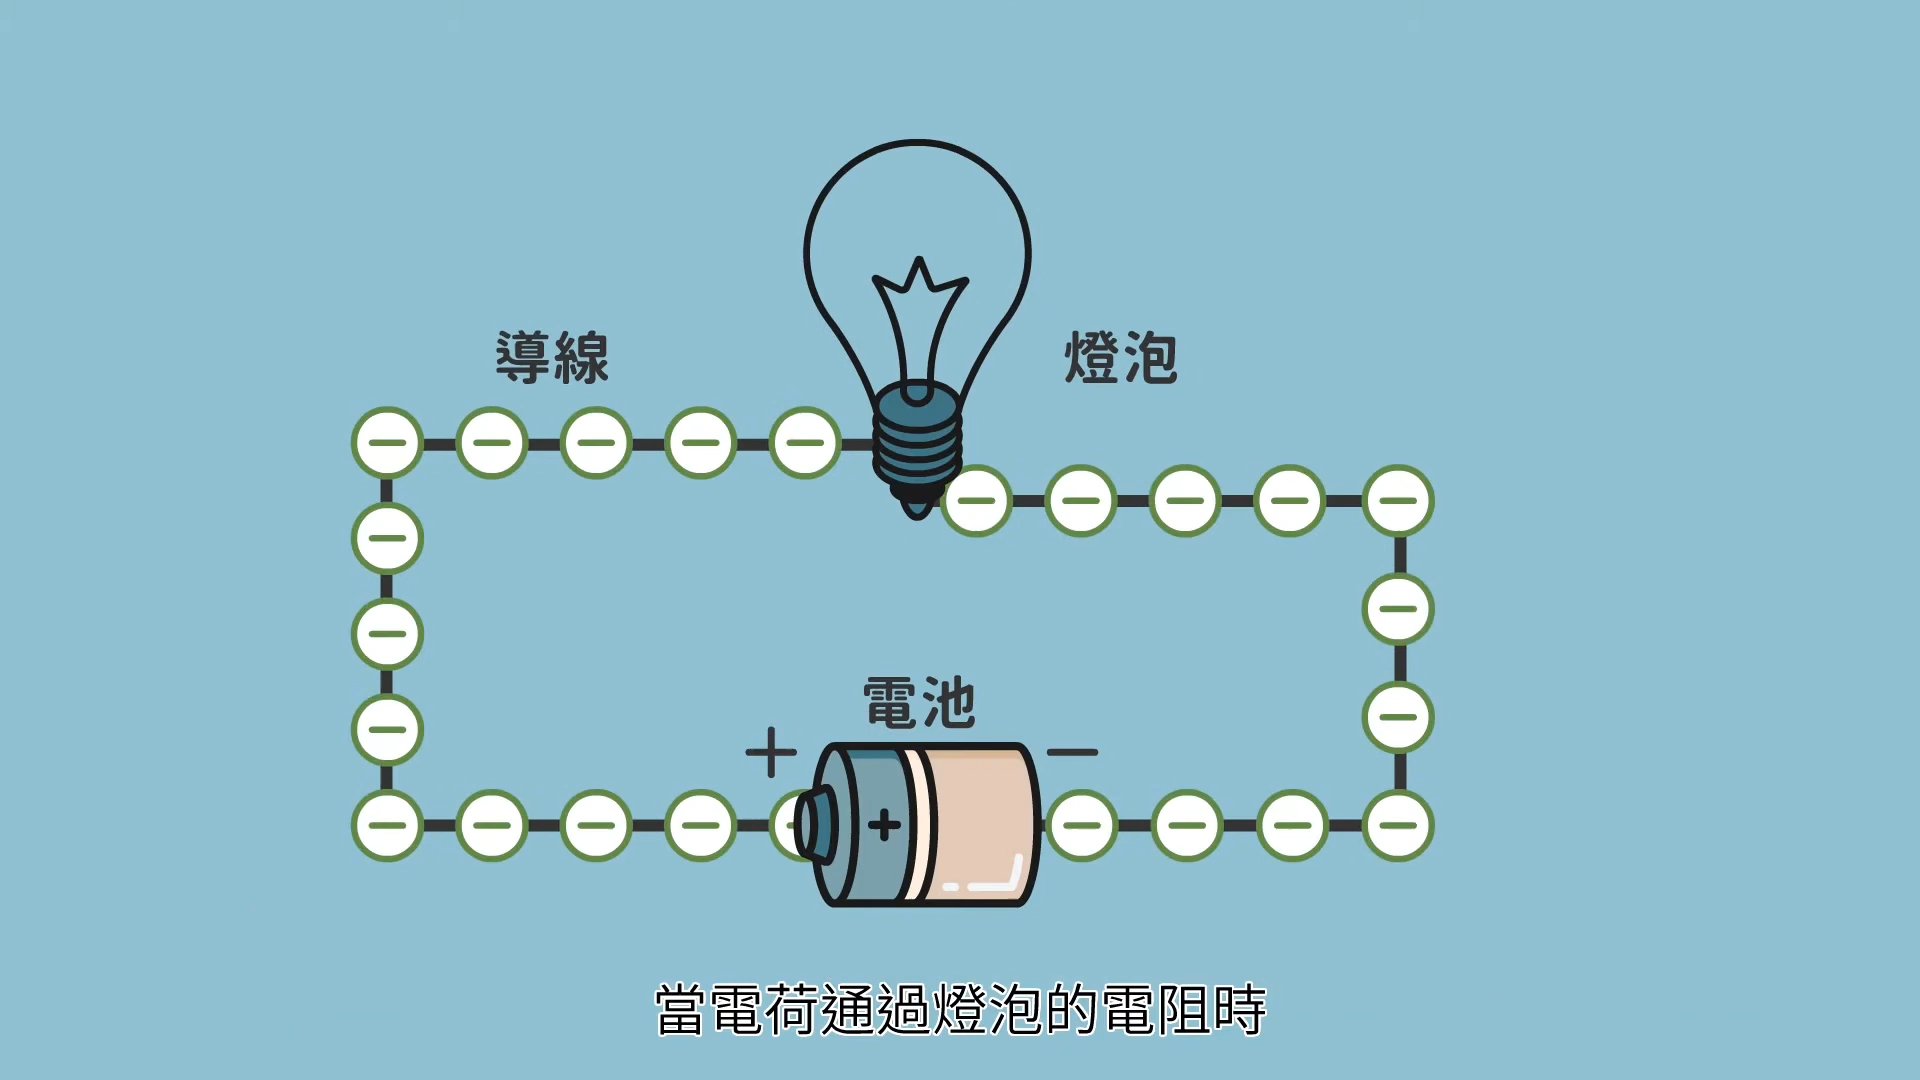 導線
燈泡
電池
+ −
+
當電荷通過燈泡的電阻時